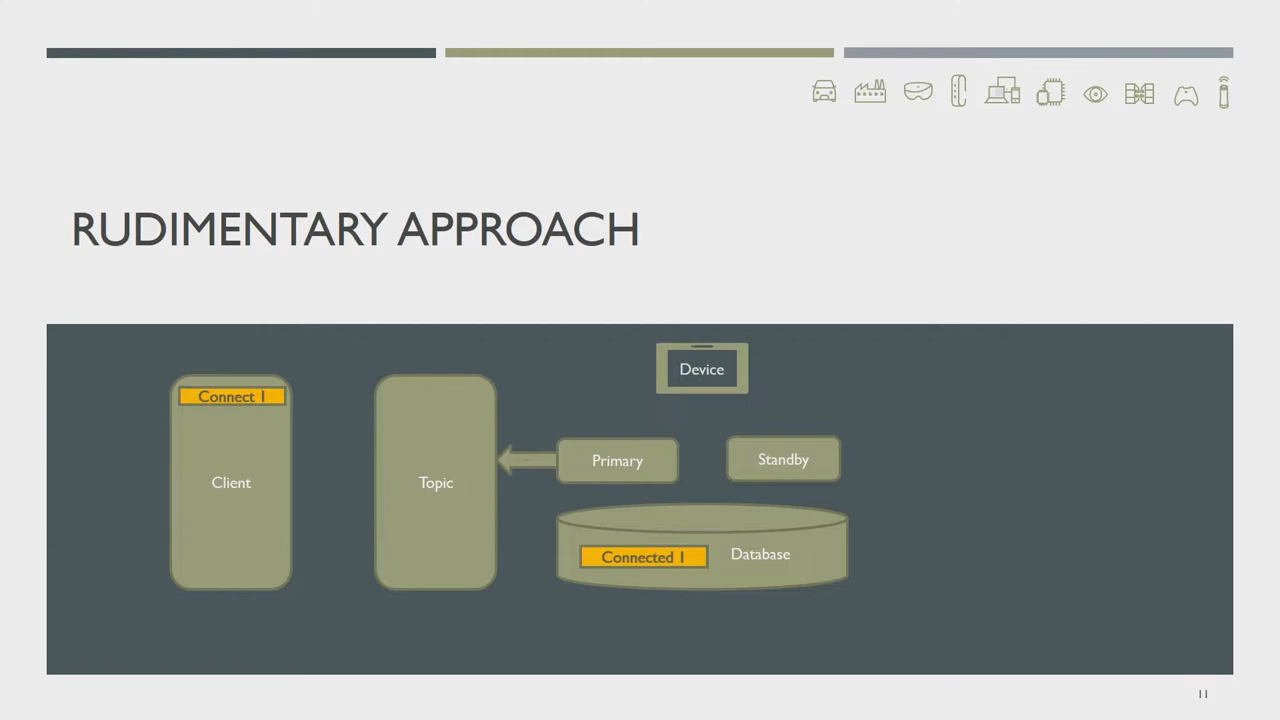 RUDIMENTARY APPROACH
Device
Connect 1
Primary
Standby
Client
Topic
Connected 1
Database
11